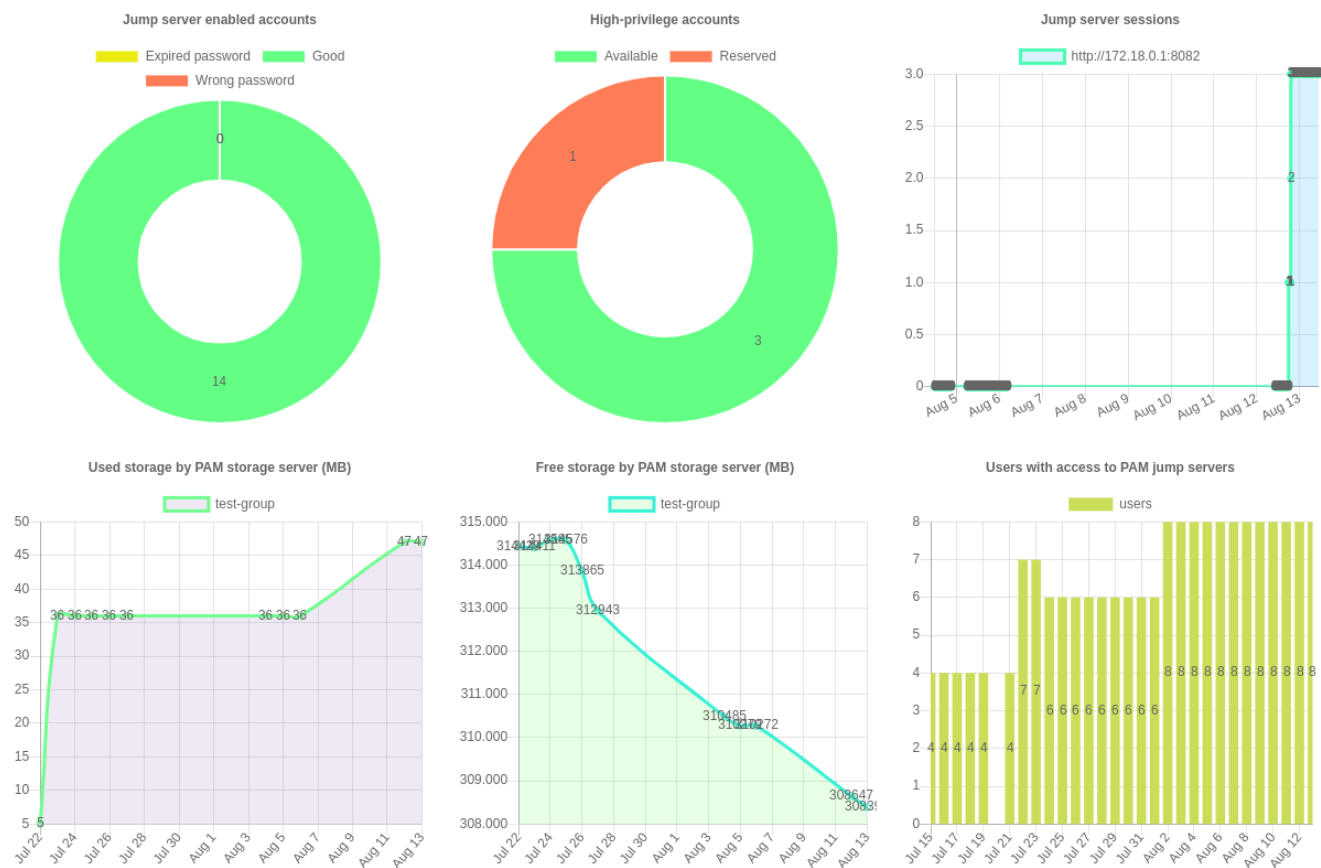 Jump server enabled accounts
Expired password Good
Wrong password
0
14
High-privilege accounts
Available Reserved
1
3
Jump server sessions
http://172.18.0.1:8082
3.0
2.5
2.0
1.5
1.0
0.5
0
2
1
Aug 5 Aug 6 Aug 7 Aug 8 Aug 9 Aug 10 Aug 11 Aug 12 Aug 13
Used storage by PAM storage server (MB)
test-group
50
45
40
35
30
25
20
15
10
5
5 36 36 36 36 36 36 36 36 47 47
Jul 22 Jul 24 Jul 26 Jul 28 Jul 30 Aug 1 Aug 3 Aug 5 Aug 7 Aug 9 Aug 11 Aug 13
Free storage by PAM storage server (MB)
test-group
315.000
314.000
313.000
312.000
311.000
310.000
309.000
308.000
313865
312943
310485
308647
Jul 22 Jul 24 Jul 26 Jul 28 Jul 30 Aug 1 Aug 3 Aug 5 Aug 7 Aug 9 Aug 11 Aug 13
Users with access to PAM jump servers
users
8
7
6
5
4
3
2
1
0
4 4 4 4 4 4 7 7 6 6 6 6 6 6 6 6 6 8 8 8 8 8 8 8 8 8 8 8 8
Jul 15 Jul 17 Jul 19 Jul 21 Jul 23 Jul 25 Jul 27 Jul 29 Jul 31 Aug 2 Aug 4 Aug 6 Aug 8 Aug 10 Aug 12